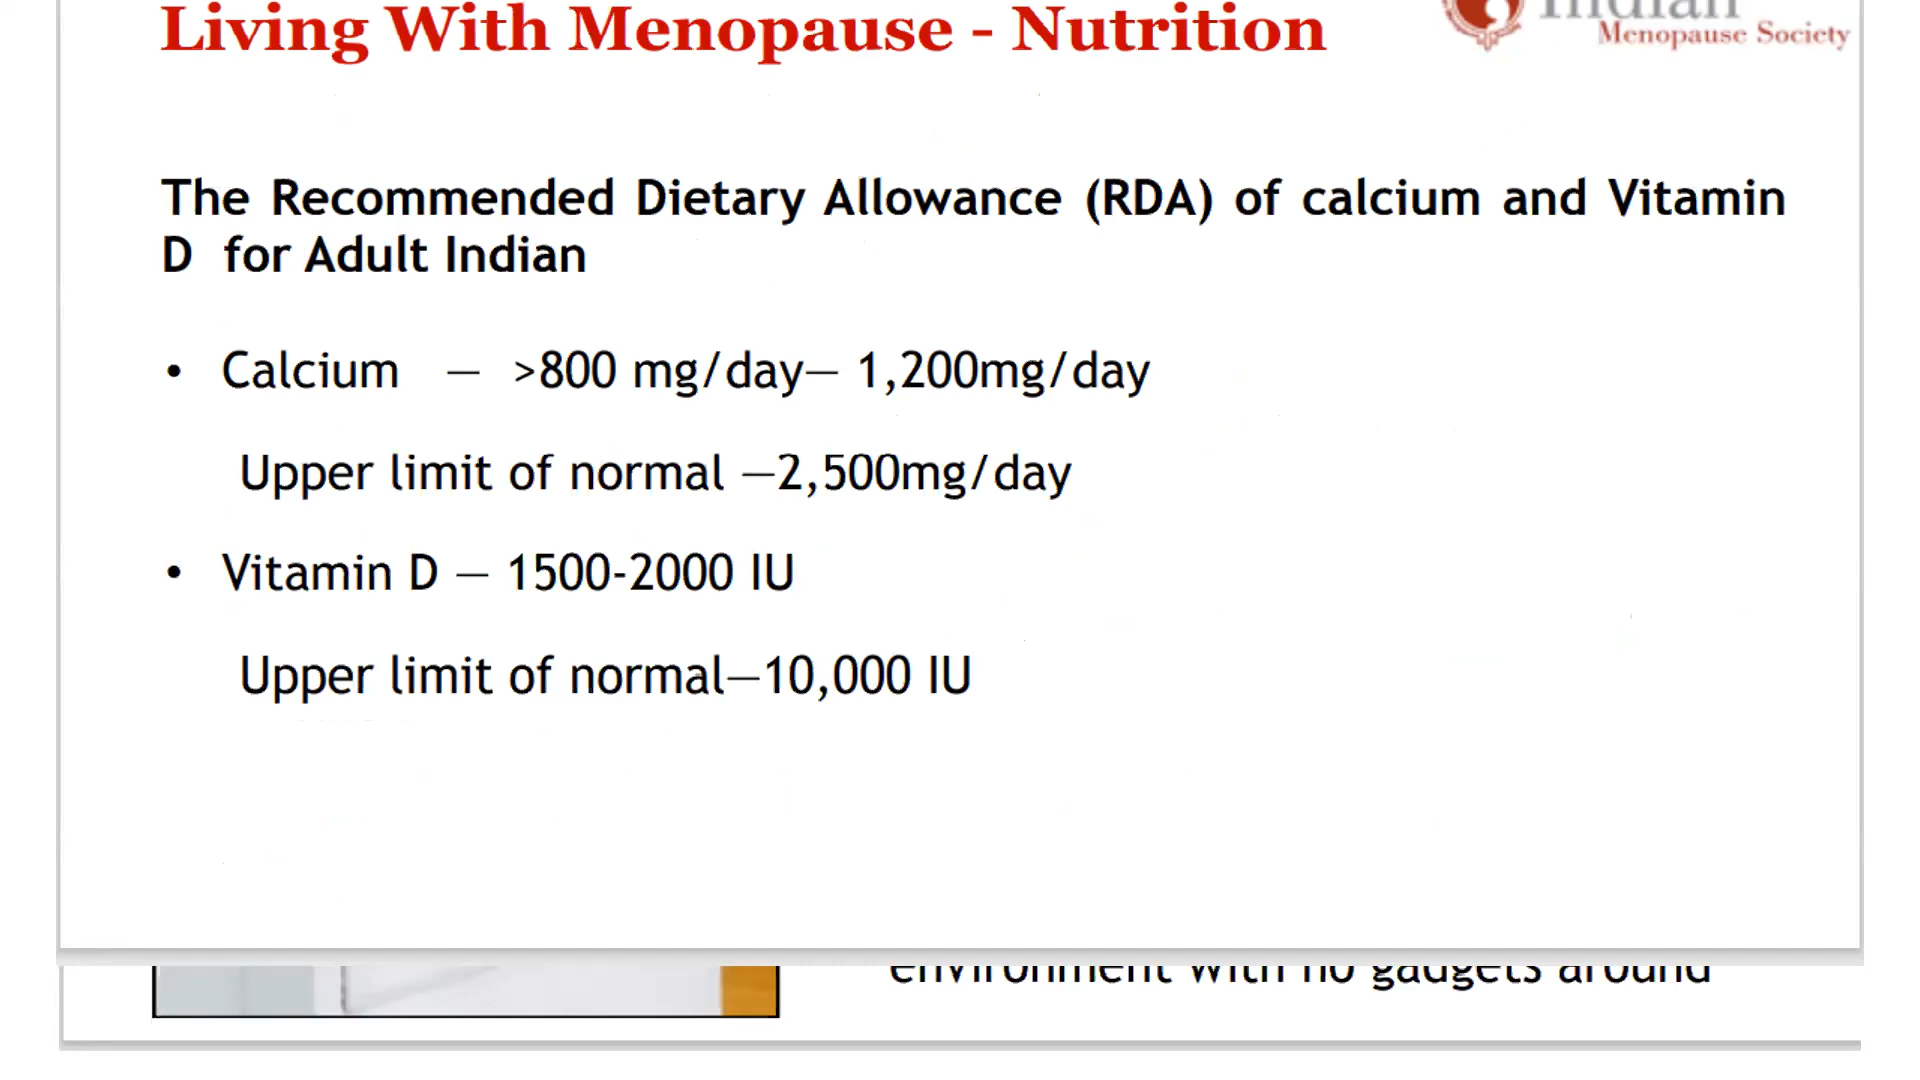 Living With Menopause - Nutrition
Indian
Menopause Society
The Recommended Dietary Allowance (RDA) of calcium and Vitamin
D for Adult Indian
• Calcium — >800 mg/day— 1,200mg/day
Upper limit of normal —2,500mg/day
• Vitamin D — 1500-2000 IU
Upper limit of normal—10,000 IU
environment with no gadgets around